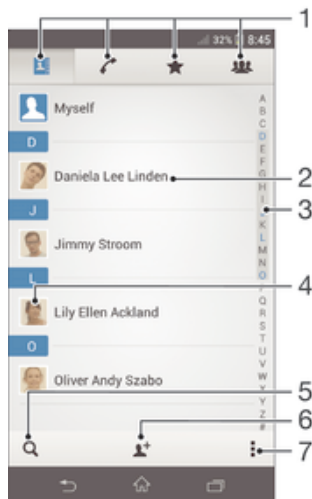 1
32% 8:45
Myself
D
Daniela Lee Linden
2
J
Jimmy Stroom
L
Lily Ellen Ackland
O
Oliver Andy Szabo
A
B
C
D
E
F
G
H
I
K
L
M
N
O
Q
R
S
T
U
V
W
X
Y
Z
#
3
4
5
6
7